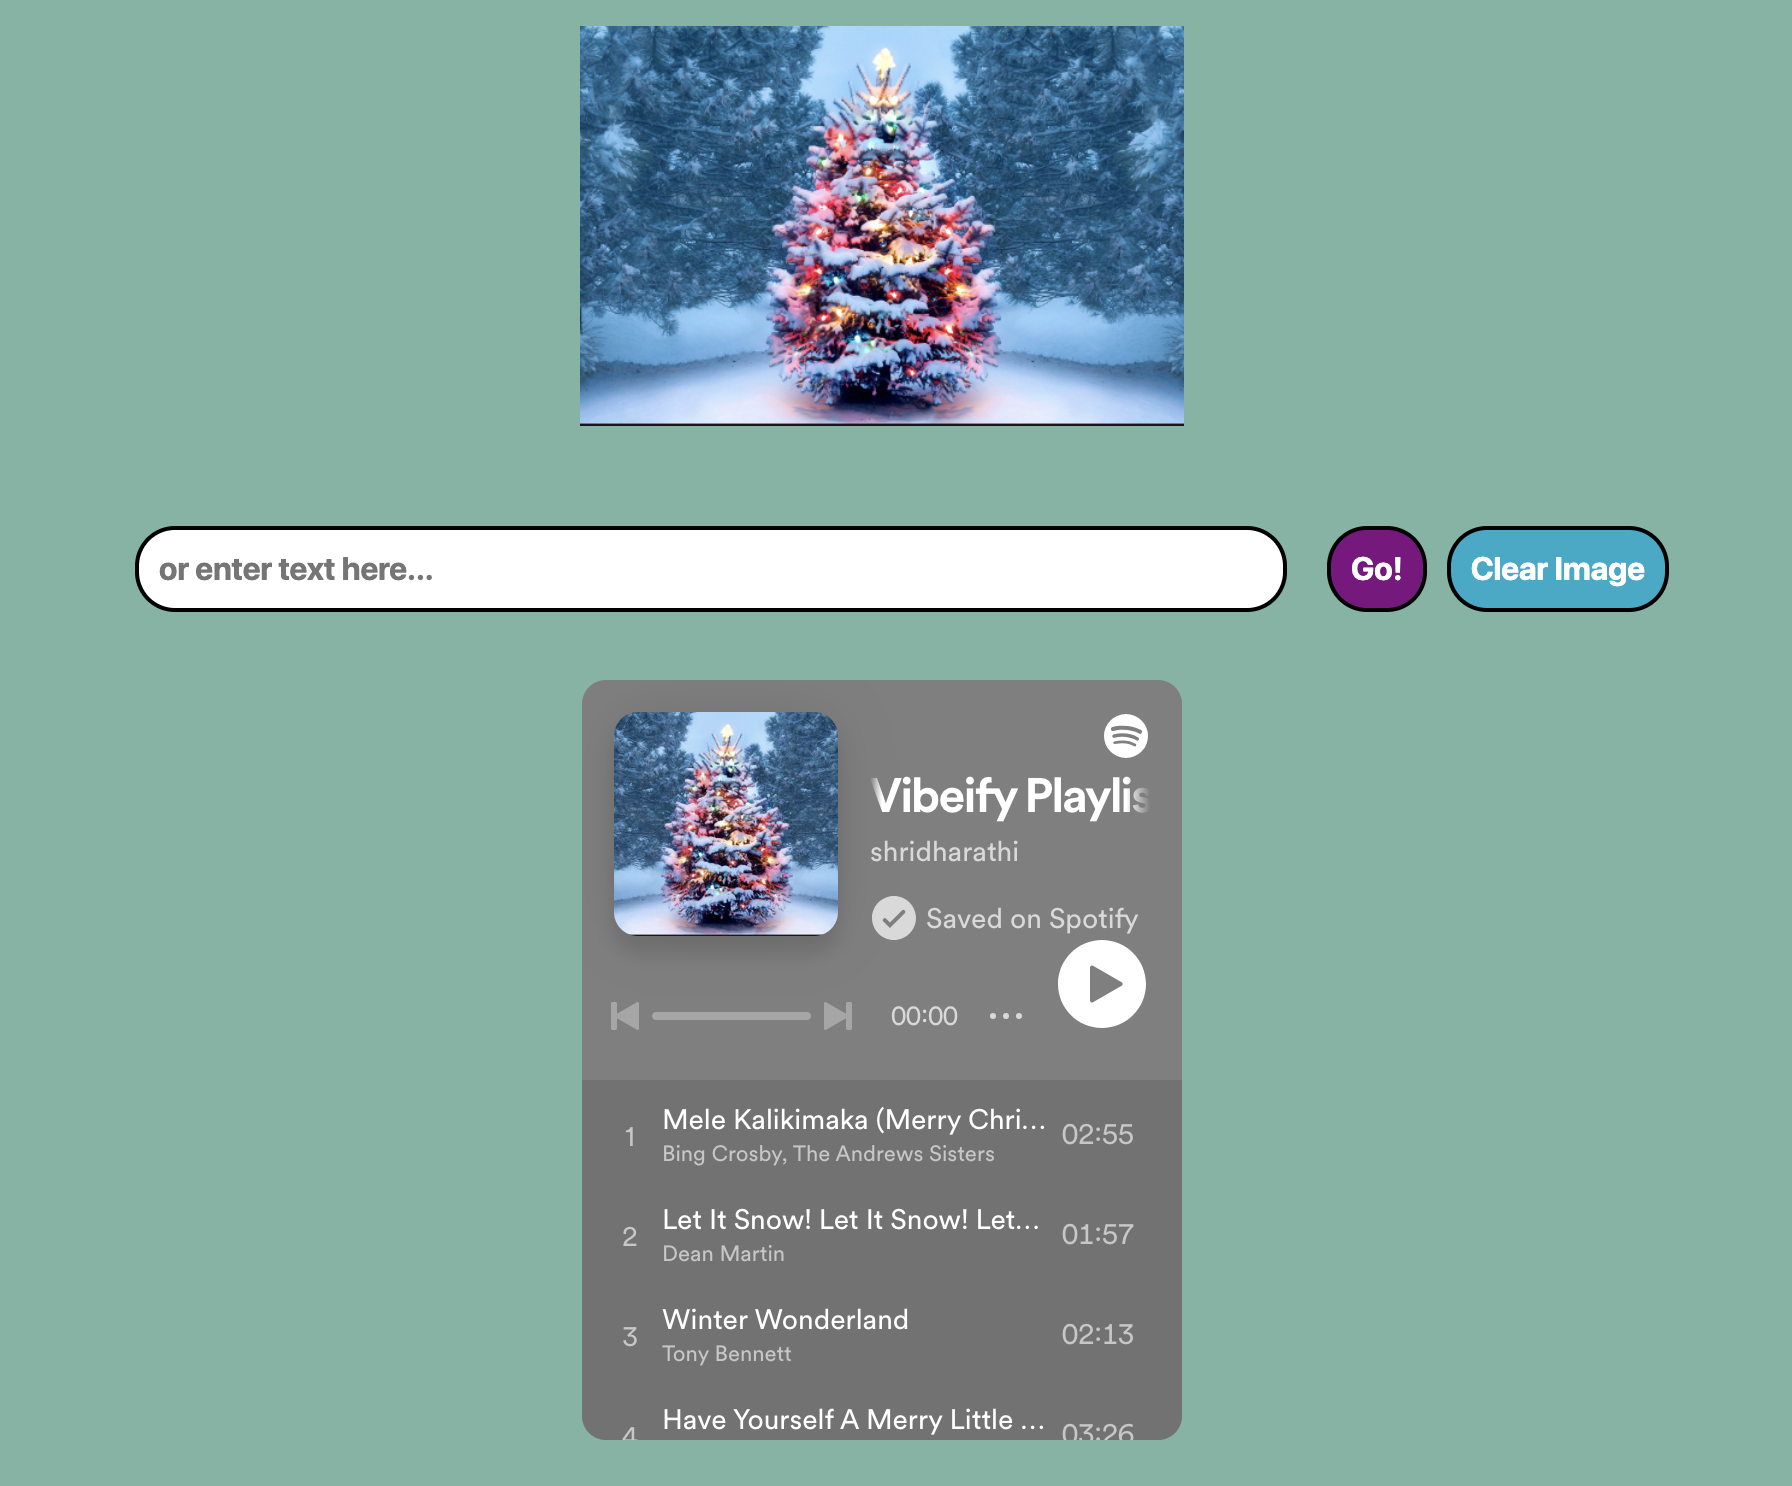 or enter text here...
Go!
Clear Image
Vibeify Playlis
shridharathi
Saved on Spotify
00:00
1
Mele Kalikimaka (Merry Chri...
02:55
Bing Crosby, The Andrews Sisters
2
Let It Snow! Let It Snow! Let...
01:57
Dean Martin
3
Winter Wonderland
02:13
Tony Bennett
4
Have Yourself A Merry Little ...
03:26